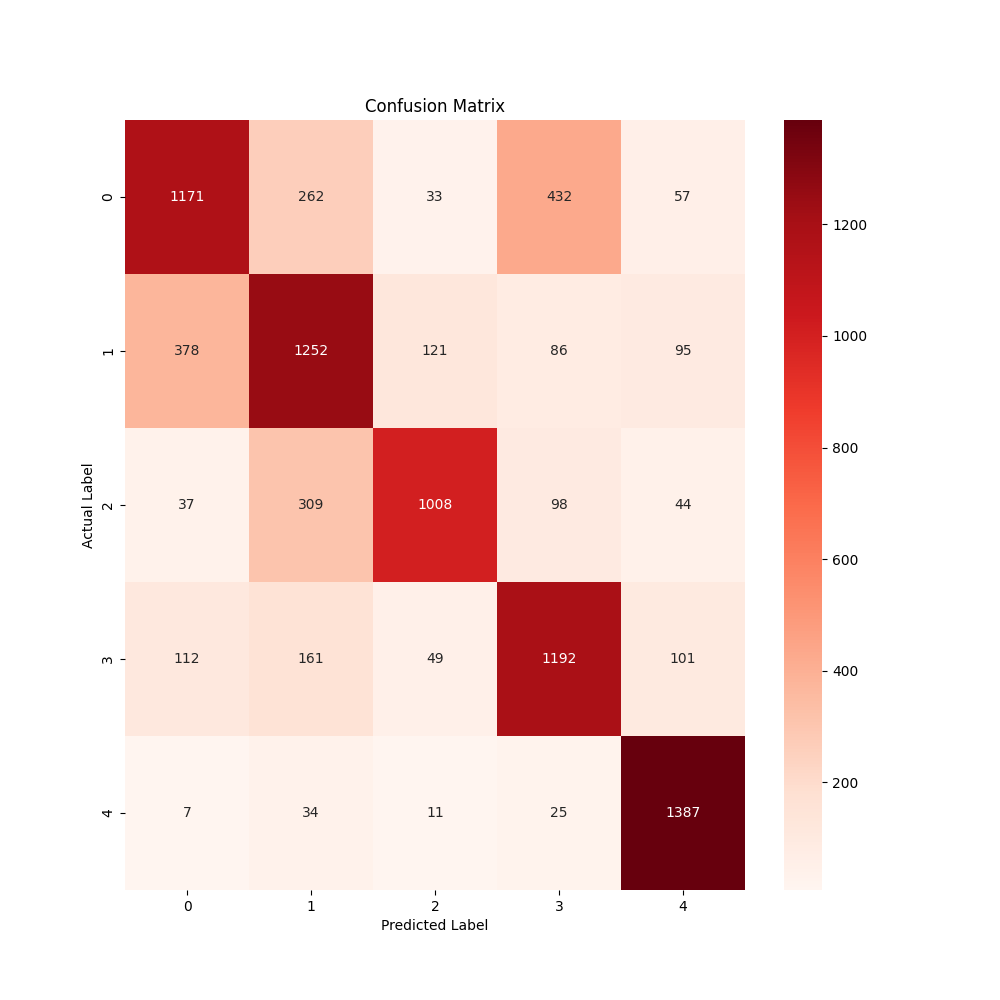 Confusion Matrix
0 1171 262 33 432 57
1 378 1252 121 86 95
2 37 309 1008 98 44
3 112 161 49 1192 101
4 7 34 11 25 1387
0 1 2 3 4
Predicted Label
Actual Label
1200
1000
800
600
400
200